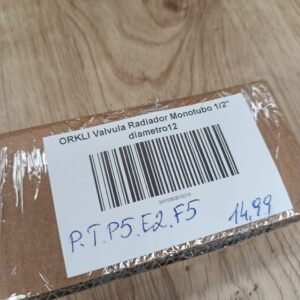 ORKLI Valvula Radiador Monotubo 1/2"
diametro12
P.T.P5.E2.F5 14,99